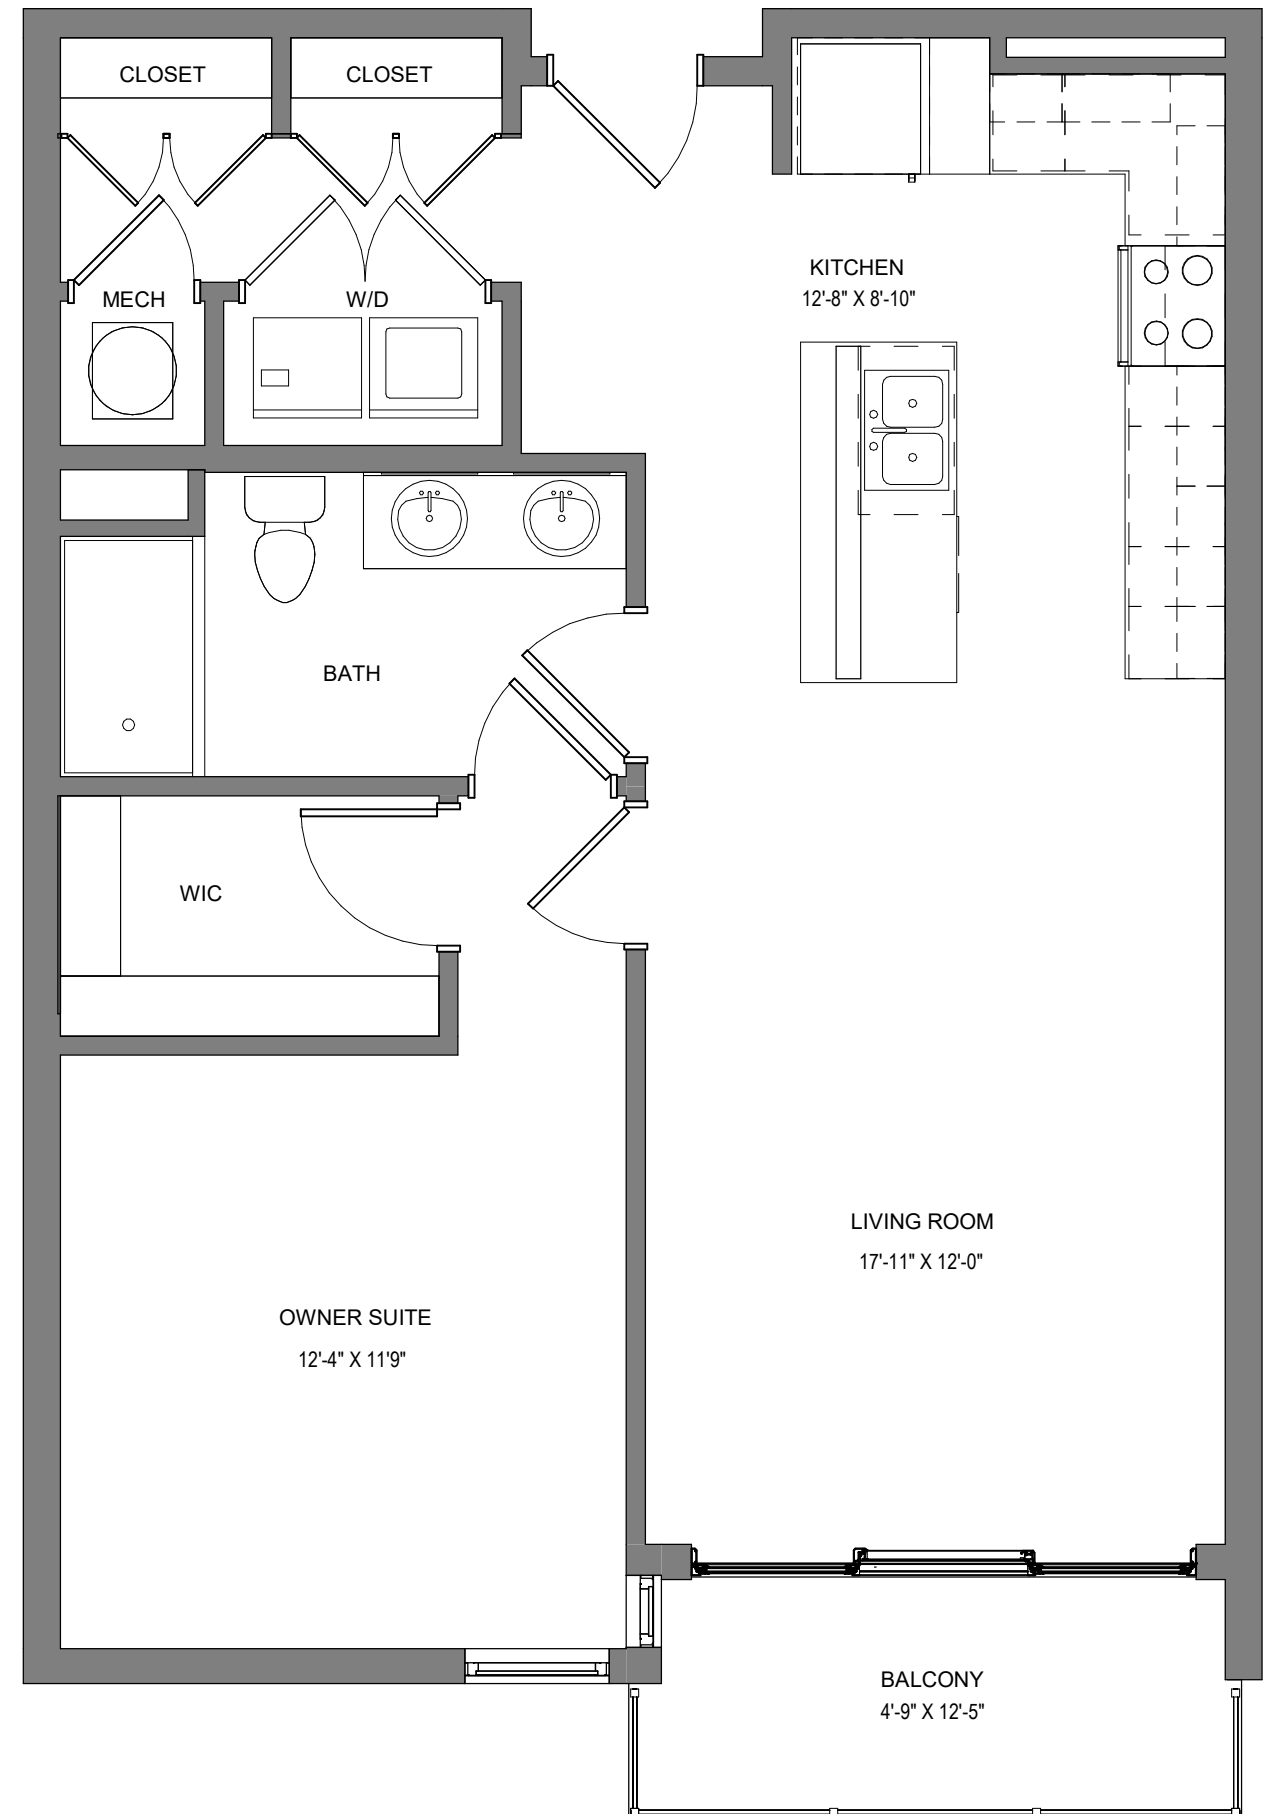 CLOSET
CLOSET
MECH
W/D
KITCHEN
12'-8" X 8'-10"
BATH
WIC
LIVING ROOM
17'-11" X 12'-0"
OWNER SUITE
12'-4" X 11'9"
BALCONY
4'-9" X 12'-5"